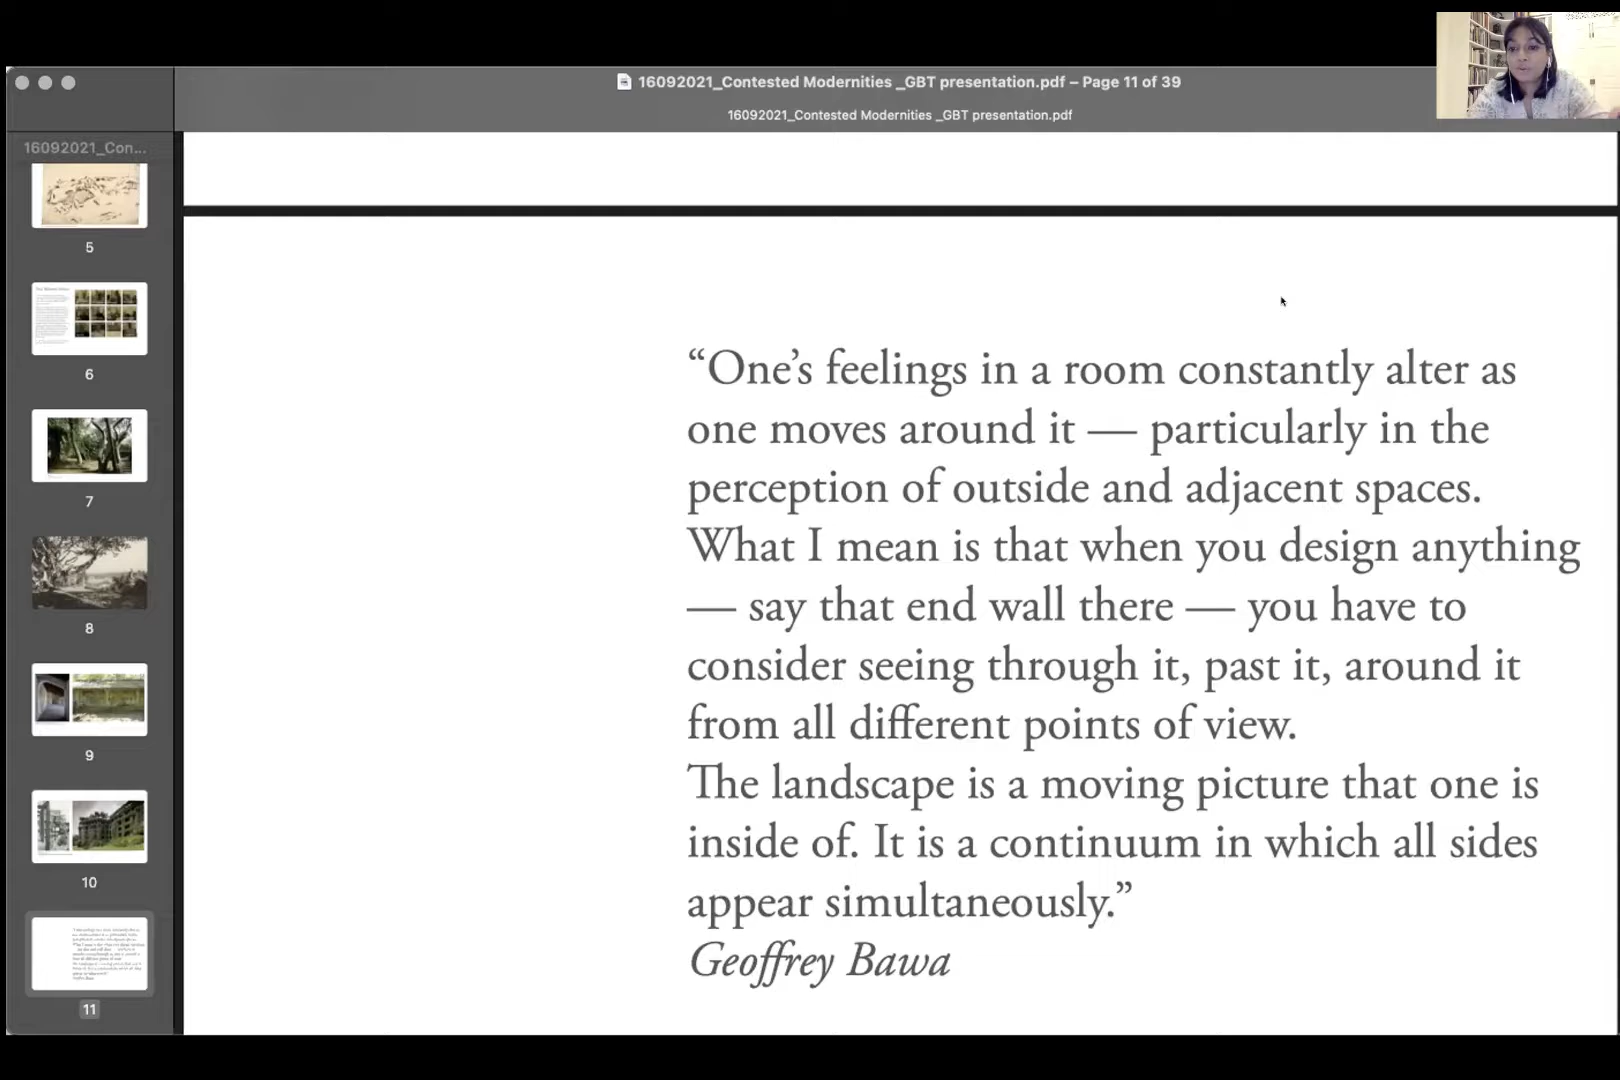 16092021_Contested Modernities _GBT presentation.pdf – Page 11 of 39
16092021_Contested Modernities _GBT presentation.pdf
16092021_Con...
5
6
7
8
9
10
11
“One’s feelings in a room constantly alter as
one moves around it — particularly in the
perception of outside and adjacent spaces.
What I mean is that when you design anything
— say that end wall there — you have to
consider seeing through it, past it, around it
from all different points of view.
The landscape is a moving picture that one is
inside of. It is a continuum in which all sides
appear simultaneously.”
Geoffrey Bawa